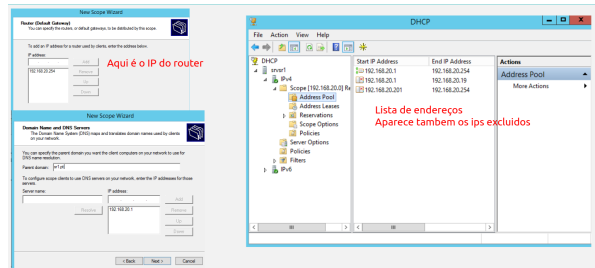 New Scope Wizard
Router (Default Gateway)
You can specify the routers, or default gateways, to be distributed by this scope.
To add an IP address for a router used by clients, enter the address below.
IP address:
Add
192.168.20.254
Remove
Up
Down
Aqui é o IP do router
New Scope Wizard
Domain Name and DNS Servers
The Domain Name System (DNS) maps and translates domain names used by clients
on your network.
You can specify the parent domain you want the client computers on your network to use for
DNS name resolution.
Parent domain:
To configure scope clients to use DNS servers on your network, enter the IP addresses for those
servers.
Server name:
IP address:
Add
Resolve
192.168.20.1
Remove
Up
Down
< Back
Next >
Cancel
DHCP
File Action View Help
DHCP
srvsr1
IPv4
Scope [192.168.20.0] Re
Address Pool
Address Leases
Reservations
Scope Options
Policies
Server Options
Policies
Filters
IPv6
Start IP Address End IP Address
192.168.20.1 192.168.20.254
192.168.20.1 192.168.20.19
192.168.20.201 192.168.20.254
Lista de endereços
Aparece tambem os ips excluidos
Actions
Address Pool
More Actions